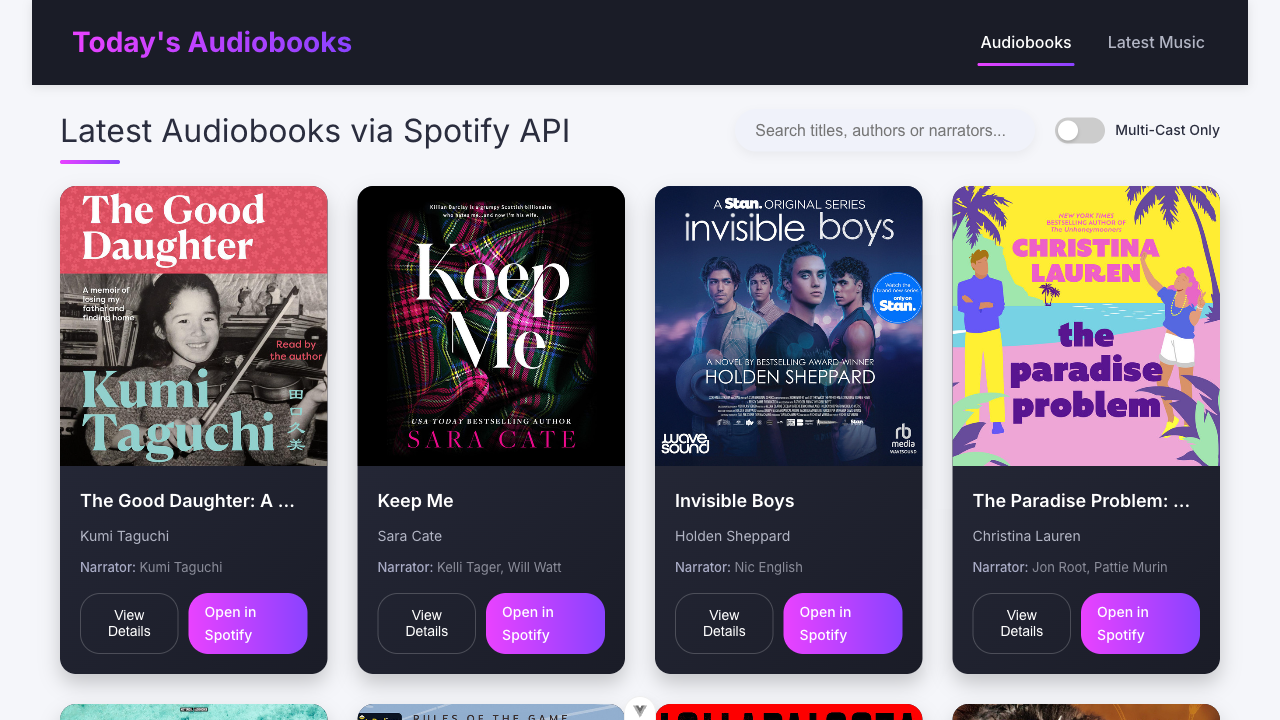 Today's Audiobooks
Audiobooks
Latest Music
Latest Audiobooks via Spotify API
Search titles, authors or narrators...
Multi-Cast Only
The Good
Daughter
A memoir of
losing my
father and
finding home
Read by
the author
Kumi
Taguchi
田口久美
Killian Barclay is a grumpy Scottish billionaire
who hates me...and now I'm his wife.
Keep
Me
USA TODAY BESTSELLING AUTHOR
SARA CATE
A Stan. ORIGINAL SERIES
invisible boys
Watch the
brand new series
only on
Stan.
A NOVEL BY BESTSELLING AWARD-WINNER
HOLDEN SHEPPARD
wave
sound
rb
media
WAVESOUND
NEW YORK TIMES
BESTSELLING AUTHOR OF
The Unhoneymooners
CHRISTINA
LAUREN
the
paradise
problem
The Good Daughter: A ...
Kumi Taguchi
Narrator: Kumi Taguchi
View
Details
Open in
Spotify
Keep Me
Sara Cate
Narrator: Kelli Tager, Will Watt
View
Details
Open in
Spotify
Invisible Boys
Holden Sheppard
Narrator: Nic English
View
Details
Open in
Spotify
The Paradise Problem: ...
Christina Lauren
Narrator: Jon Root, Pattie Murin
View
Details
Open in
Spotify
RULES OF THE GAME
LOLLAPALOOZA